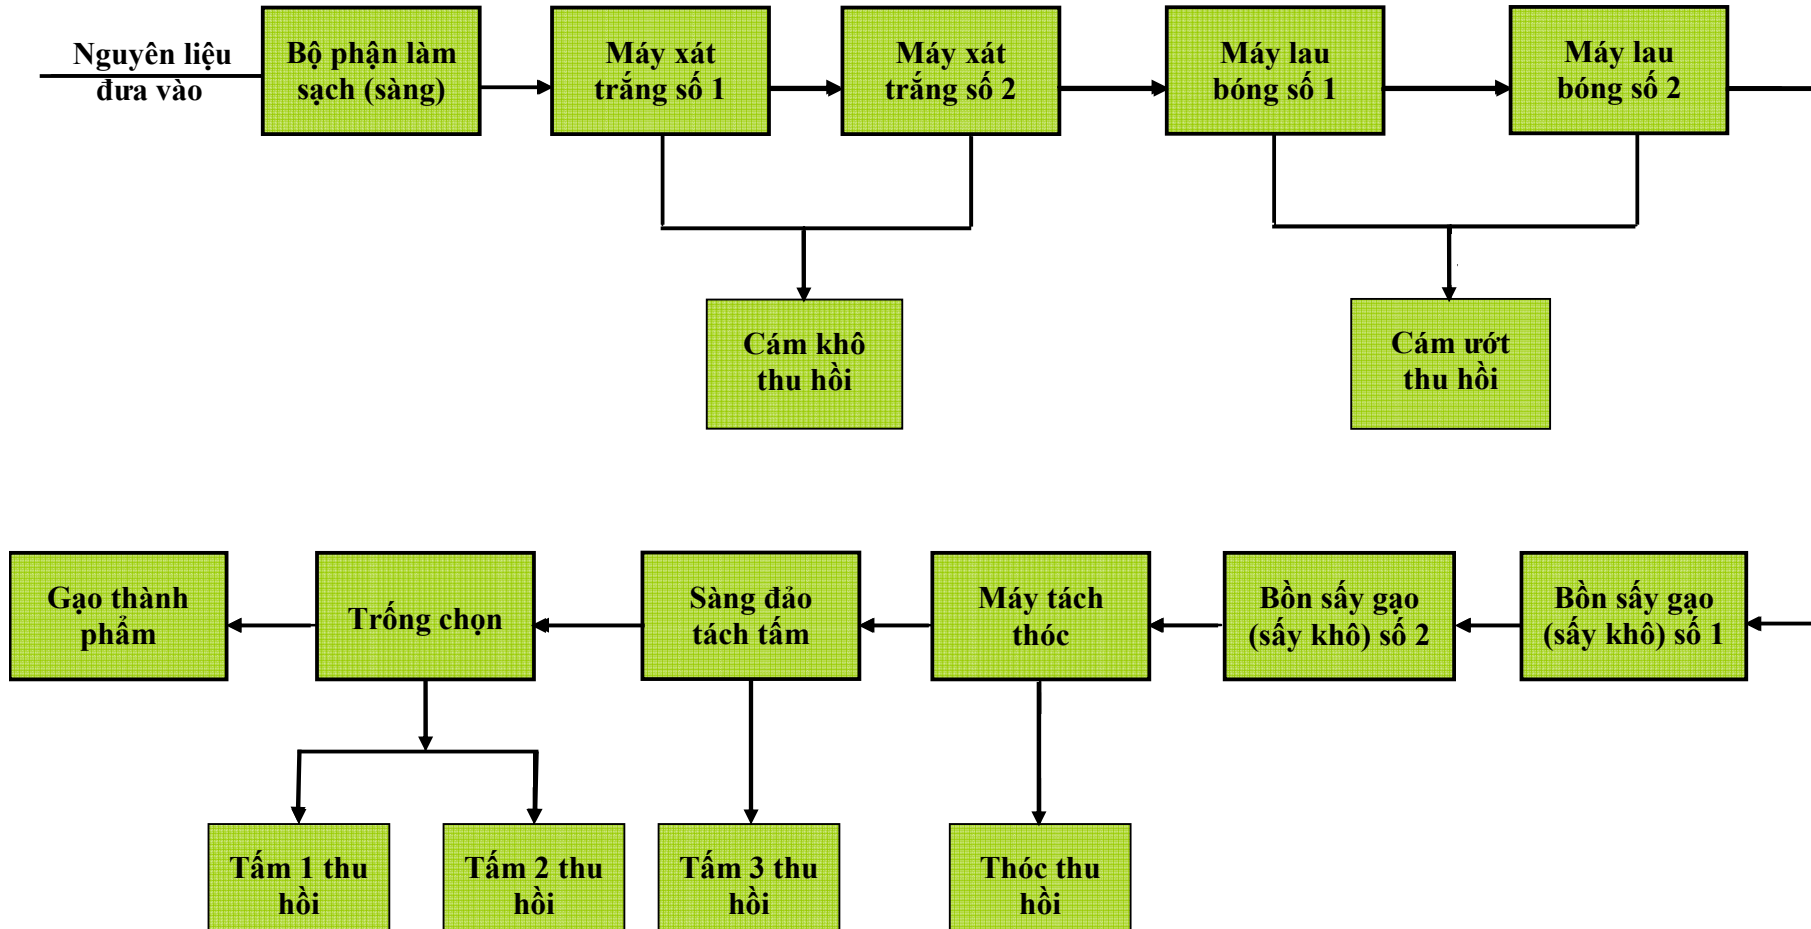 Nguyên liệu
đưa vào
Bộ phận làm
sạch (sàng)
Máy xát
trắng số 1
Máy xát
trắng số 2
Máy lau
bóng số 1
Máy lau
bóng số 2
Cám khô
thu hồi
Cám ướt
thu hồi
Gạo thành
phẩm
Trống chọn
Sàng đảo
tách tấm
Máy tách
thóc
Bồn sấy gạo
(sấy khô) số 2
Bồn sấy gạo
(sấy khô) số 1
Tấm 1 thu
hồi
Tấm 2 thu
hồi
Tấm 3 thu
hồi
Thóc thu
hồi